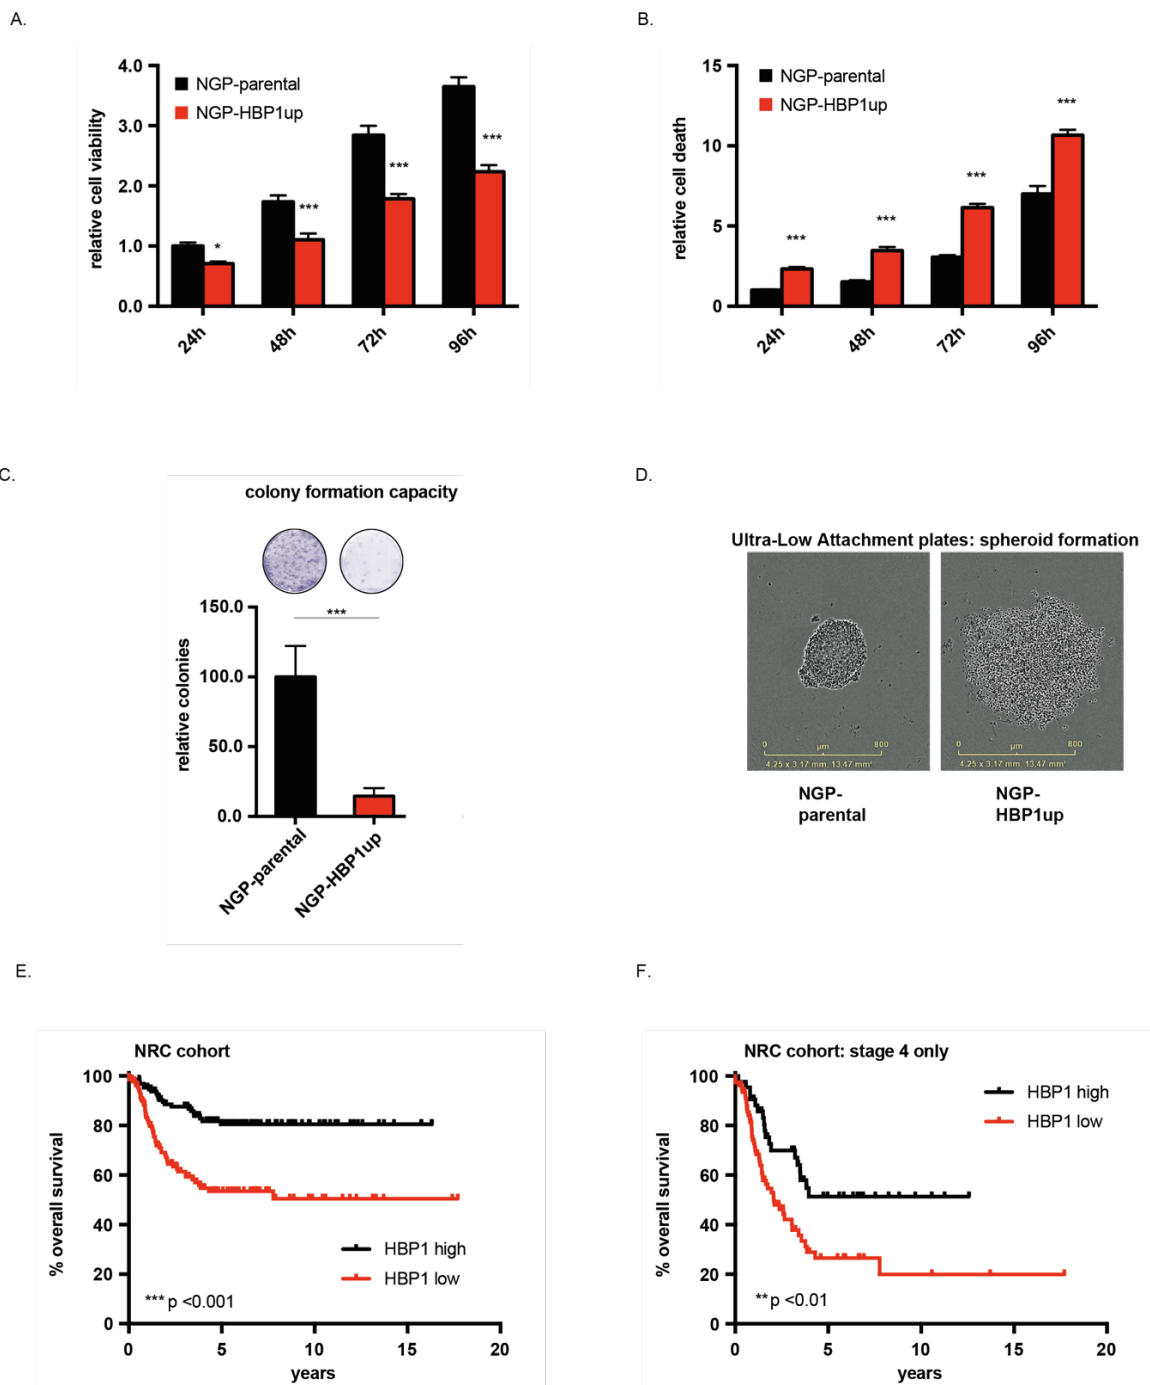 A.
4.0
3.0
2.0
1.0
0.0
relative cell viability
NGP-parental
NGP-HBP1up
*
***
***
***
24h
48h
72h
96h
B.
15
10
5
0
relative cell death
NGP-parental
NGP-HBP1up
***
***
***
***
24h
48h
72h
96h
C.
colony formation capacity
150.0
100.0
50.0
0.0
relative colonies
***
NGP-parental
NGP-HBP1up
D.
Ultra-Low Attachment plates: spheroid formation
0 µm 800
4.25 x 3.17 mm. 13.47 mm²
0 µm 800
4.25 x 3.17 mm. 13.47 mm²
NGP-
parental
NGP-
HBP1up
E.
NRC cohort
100
80
60
40
20
0
% overall survival
HBP1 high
HBP1 low
*** p <0.001
0 5 10 15 20
years
F.
NRC cohort: stage 4 only
100
80
60
40
20
0
% overall survival
HBP1 high
HBP1 low
** p <0.01
0 5 10 15 20
years